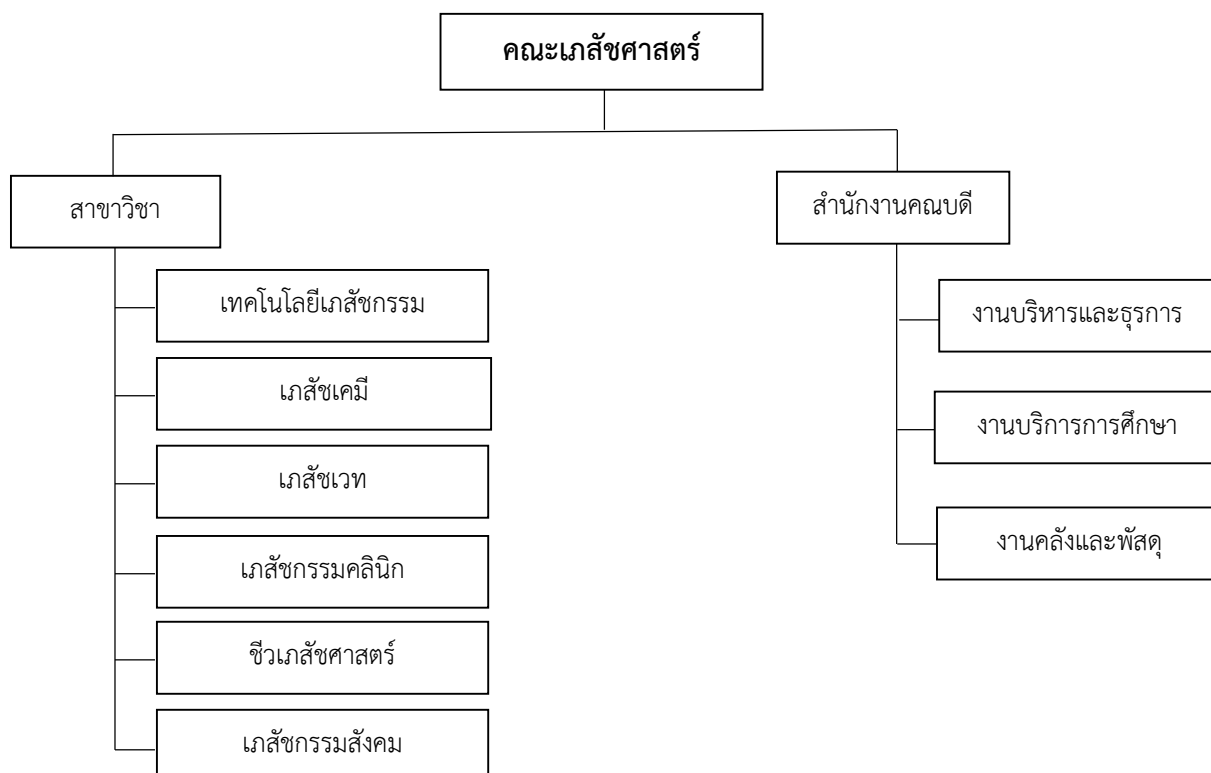 คณะเภสัชศาสตร์
สาขาวิชา
เทคโนโลยีเภสัชกรรม
เภสัชเคมี
เภสัชเวท
เภสัชกรรมคลินิก
ชีวเภสัชศาสตร์
เภสัชกรรมสังคม
สำนักงานคณบดี
งานบริหารและธุรการ
งานบริการการศึกษา
งานคลังและพัสดุ